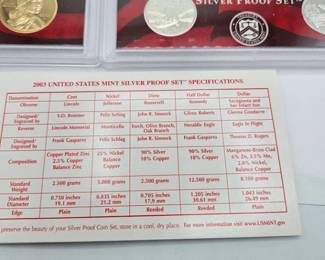 SILVER PROOF SET™
2003 UNITED STATES MINT SILVER PROOF SET™ SPECIFICATIONS
Denomination Cent Nickel Dime Half Dollar Dollar
Obverse Lincoln Jefferson Roosevelt Kennedy Sacagawea and her Infant Son
Designed/Engraved by V.D. Brenner Felix Schlag John R. Sinnock Gilroy Roberts Glenna Goodacre
Reverse Lincoln Memorial Monticello Torch, Olive Branch, Oak Branch Heraldic Eagle Eagle In Flight
Designed/Engraved by Frank Gasparro Felix Schlag John R. Sinnock Frank Gasparro Thomas D. Rogers
Composition Copper Plated Zinc 2.5% Copper Balance Zinc 25% Nickel Balance Copper 90% Silver 10% Copper 90% Silver 10% Copper Manganese-Brass Clad 6% Zn, 3.5% Mn, 2.0% Ni, Balance Copper
Standard Weight 2.500 grams 5.000 grams 2.500 grams 12.500 grams 8.100 grams
Standard Diameter 0.750 inches 19.1 mm 0.835 inches 21.2 mm 0.705 inches 17.9 mm 1.205 inches 30.61 mm 1.043 inches 26.49 mm
Edge Plain Plain Reeded Reeded Plain
preserve the beauty of your Silver Proof Coin Set, store in a cool, dry place. For more information visit www.USMINT.gov